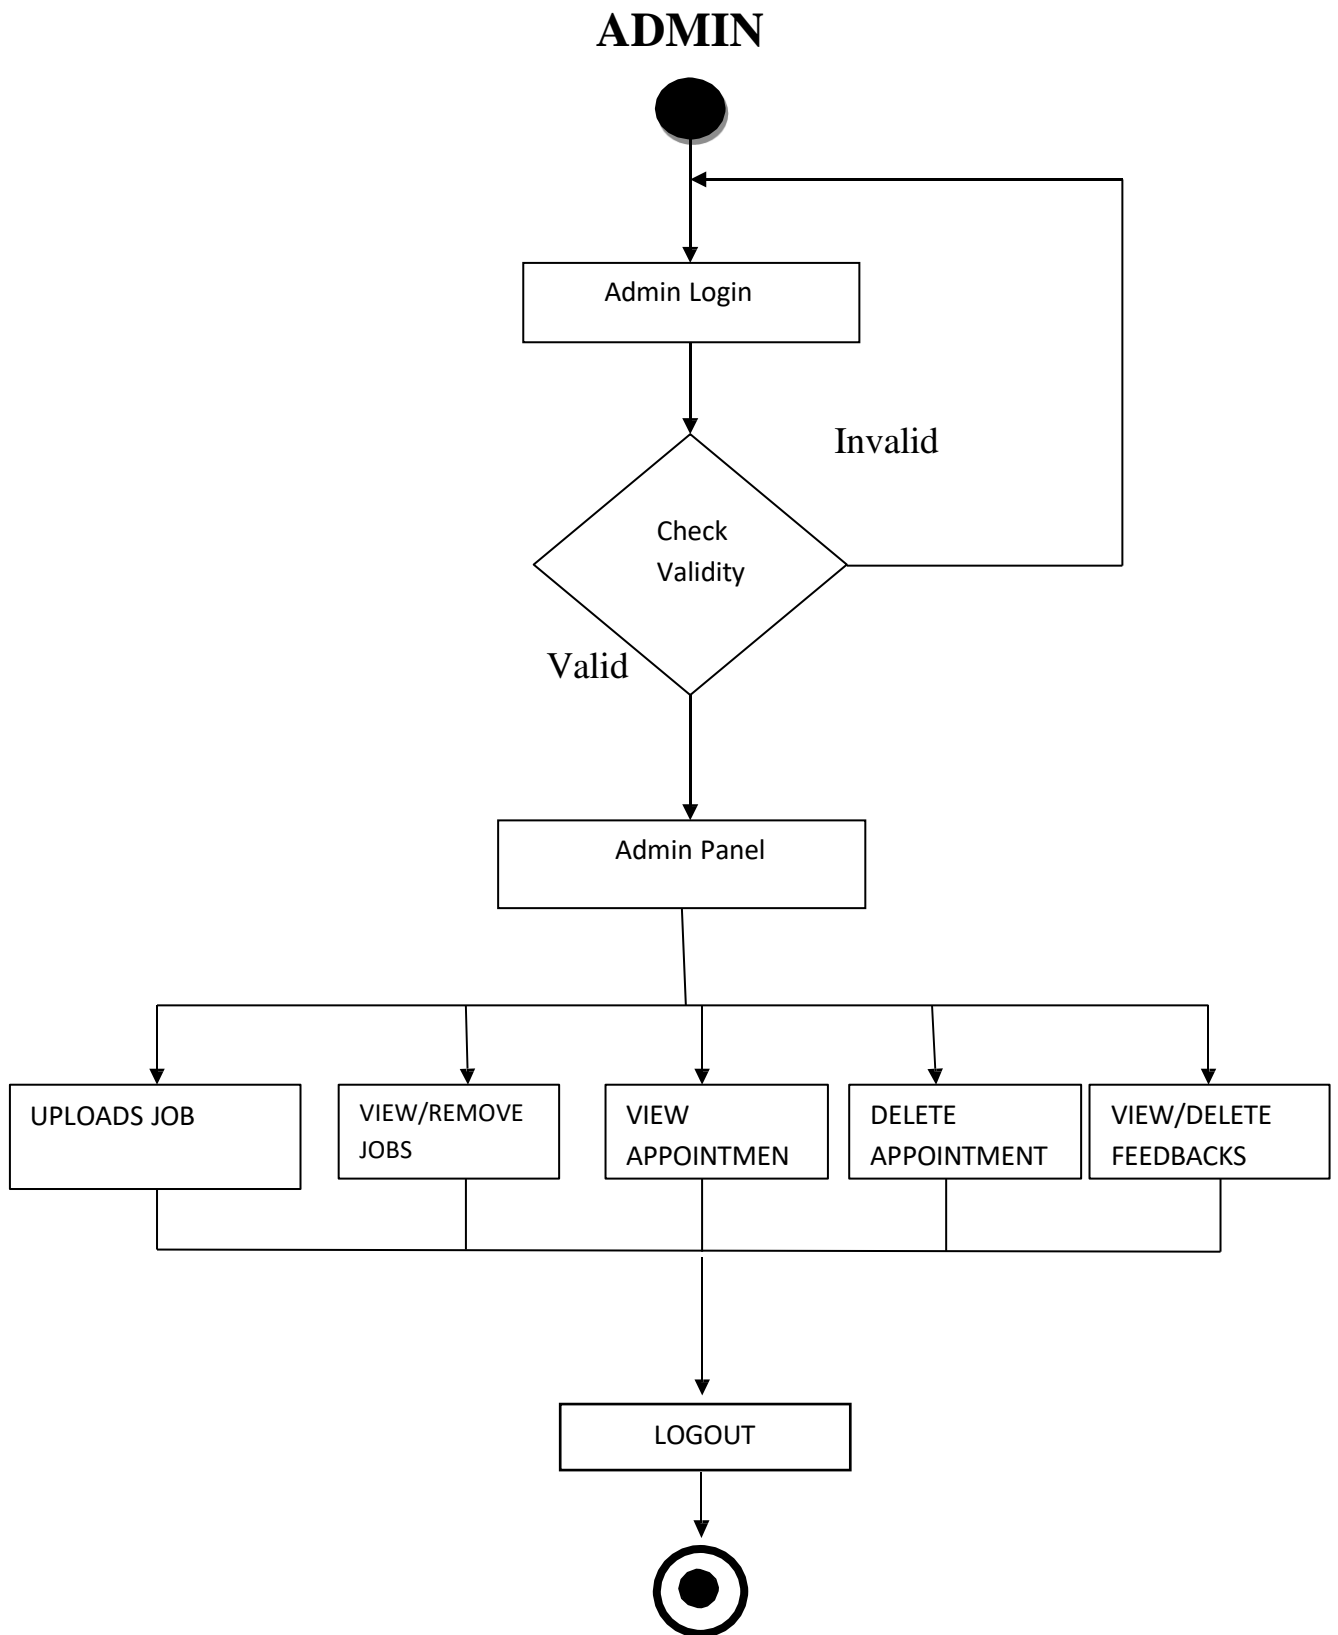 ADMIN
Admin Login
Invalid
Check
Validity
Valid
Admin Panel
UPLOADS JOB
VIEW/REMOVE
JOBS
VIEW
APPOINTMEN
DELETE
APPOINTMENT
VIEW/DELETE
FEEDBACKS
LOGOUT